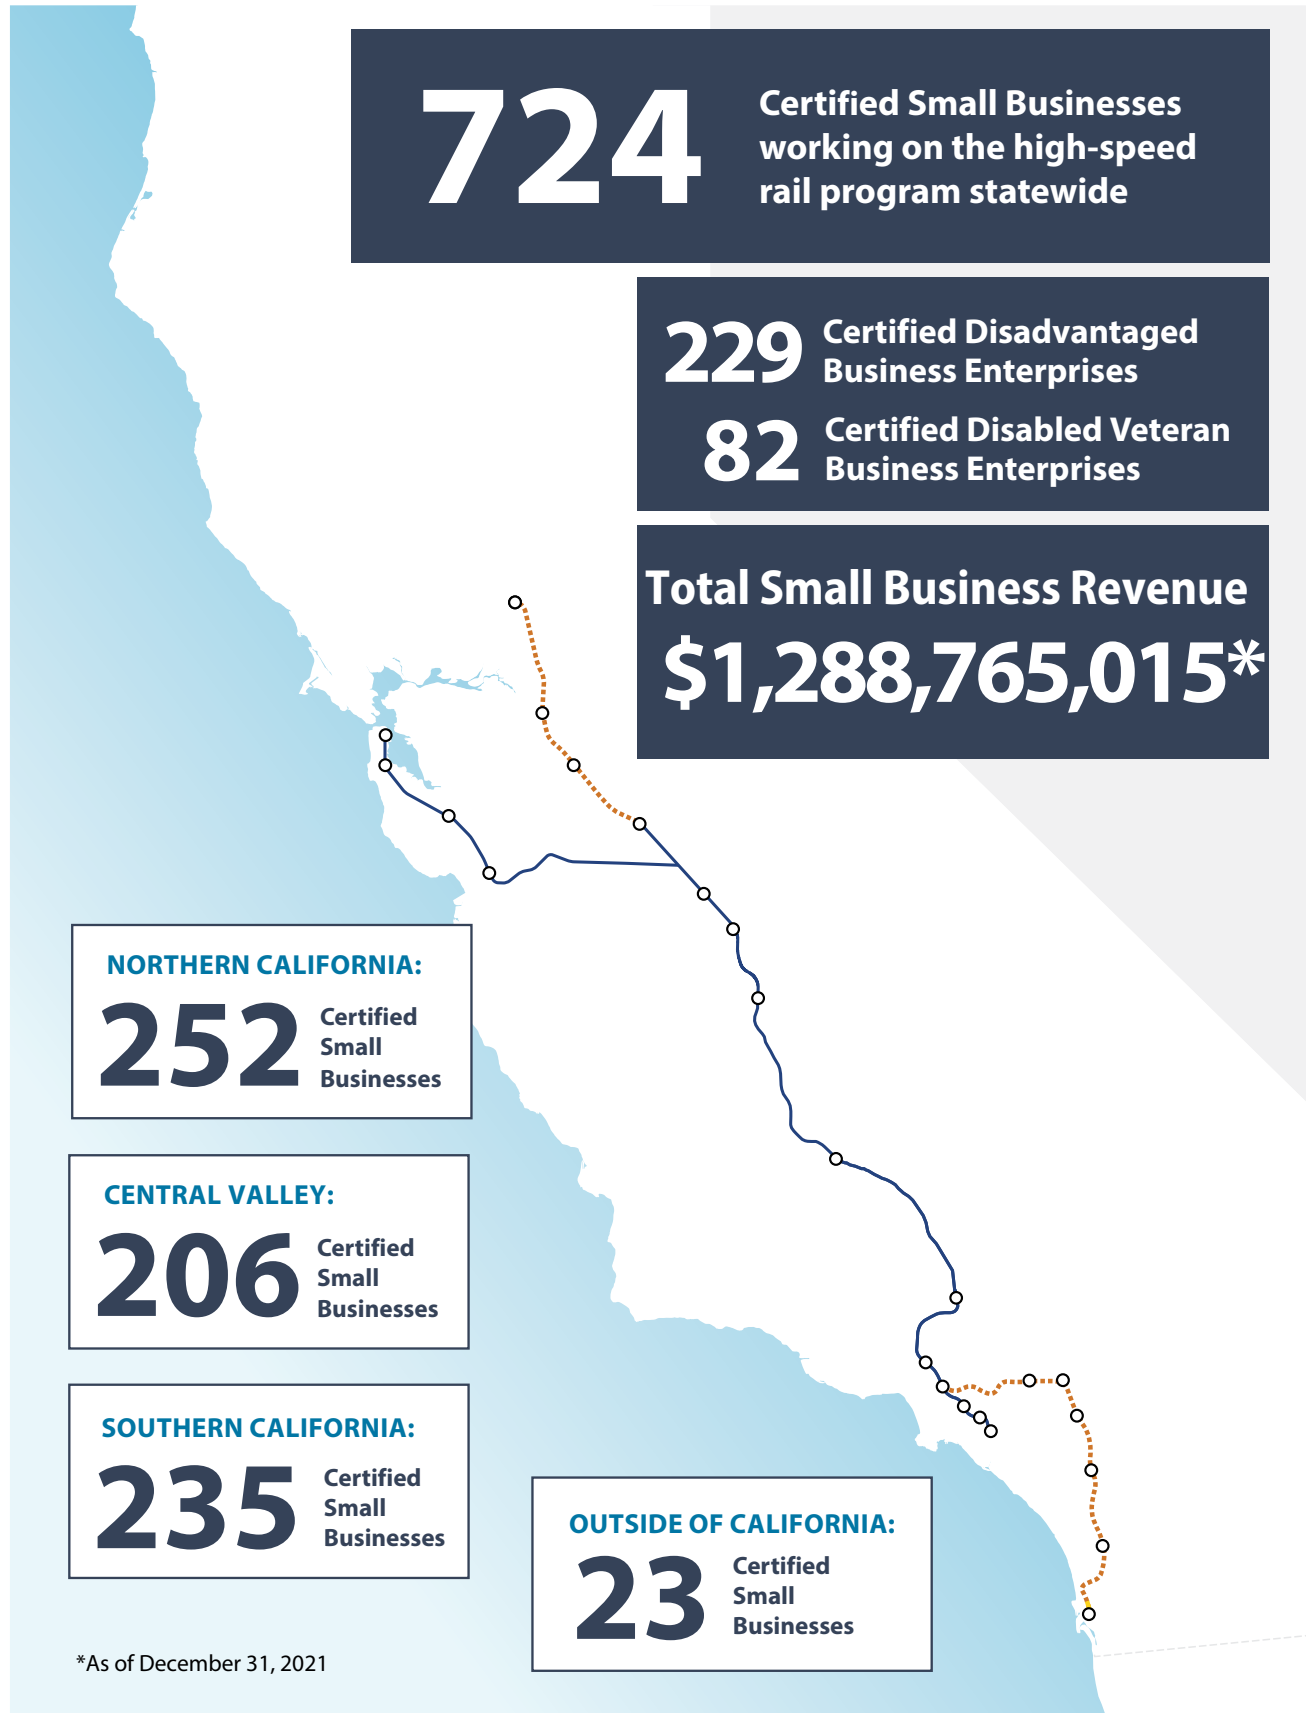 724
Certified Small Businesses
working on the high-speed
rail program statewide
229
Certified Disadvantaged
Business Enterprises
82
Certified Disabled Veteran
Business Enterprises
Total Small Business Revenue
$1,288,765,015*
NORTHERN CALIFORNIA:
252
Certified
Small
Businesses
CENTRAL VALLEY:
206
Certified
Small
Businesses
SOUTHERN CALIFORNIA:
235
Certified
Small
Businesses
OUTSIDE OF CALIFORNIA:
23
Certified
Small
Businesses
*As of December 31, 2021